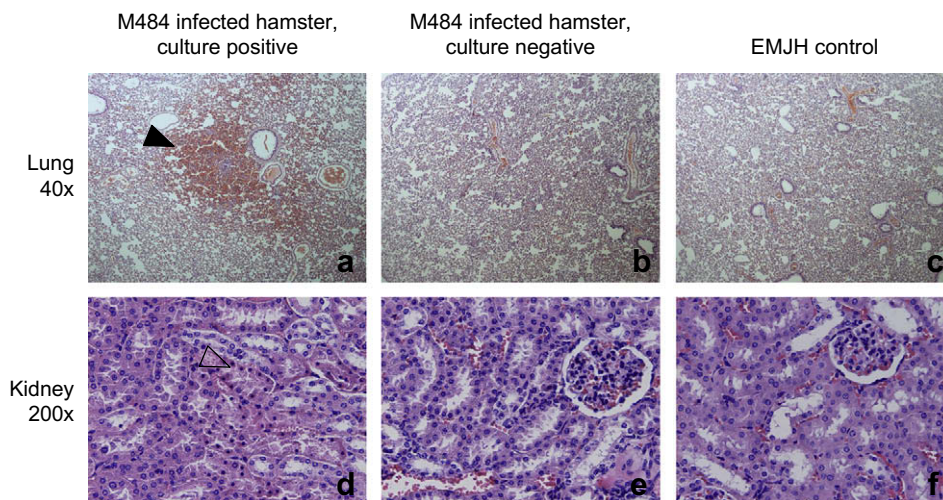 M484 infected hamster,
culture positive
M484 infected hamster,
culture negative
EMJH control
Lung
40x
a
b
c
Kidney
200x
d
e
f